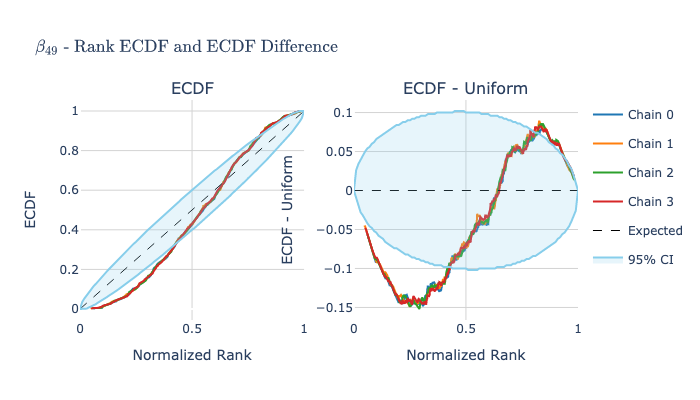 β₄₉ - Rank ECDF and ECDF Difference
ECDF
ECDF - Uniform
ECDF
1
0.8
0.6
0.4
0.2
0
0
0.5
1
Normalized Rank
ECDF - Uniform
0.1
0.05
0
−0.05
−0.1
−0.15
0
0.5
1
Normalized Rank
Chain 0
Chain 1
Chain 2
Chain 3
Expected
95% CI